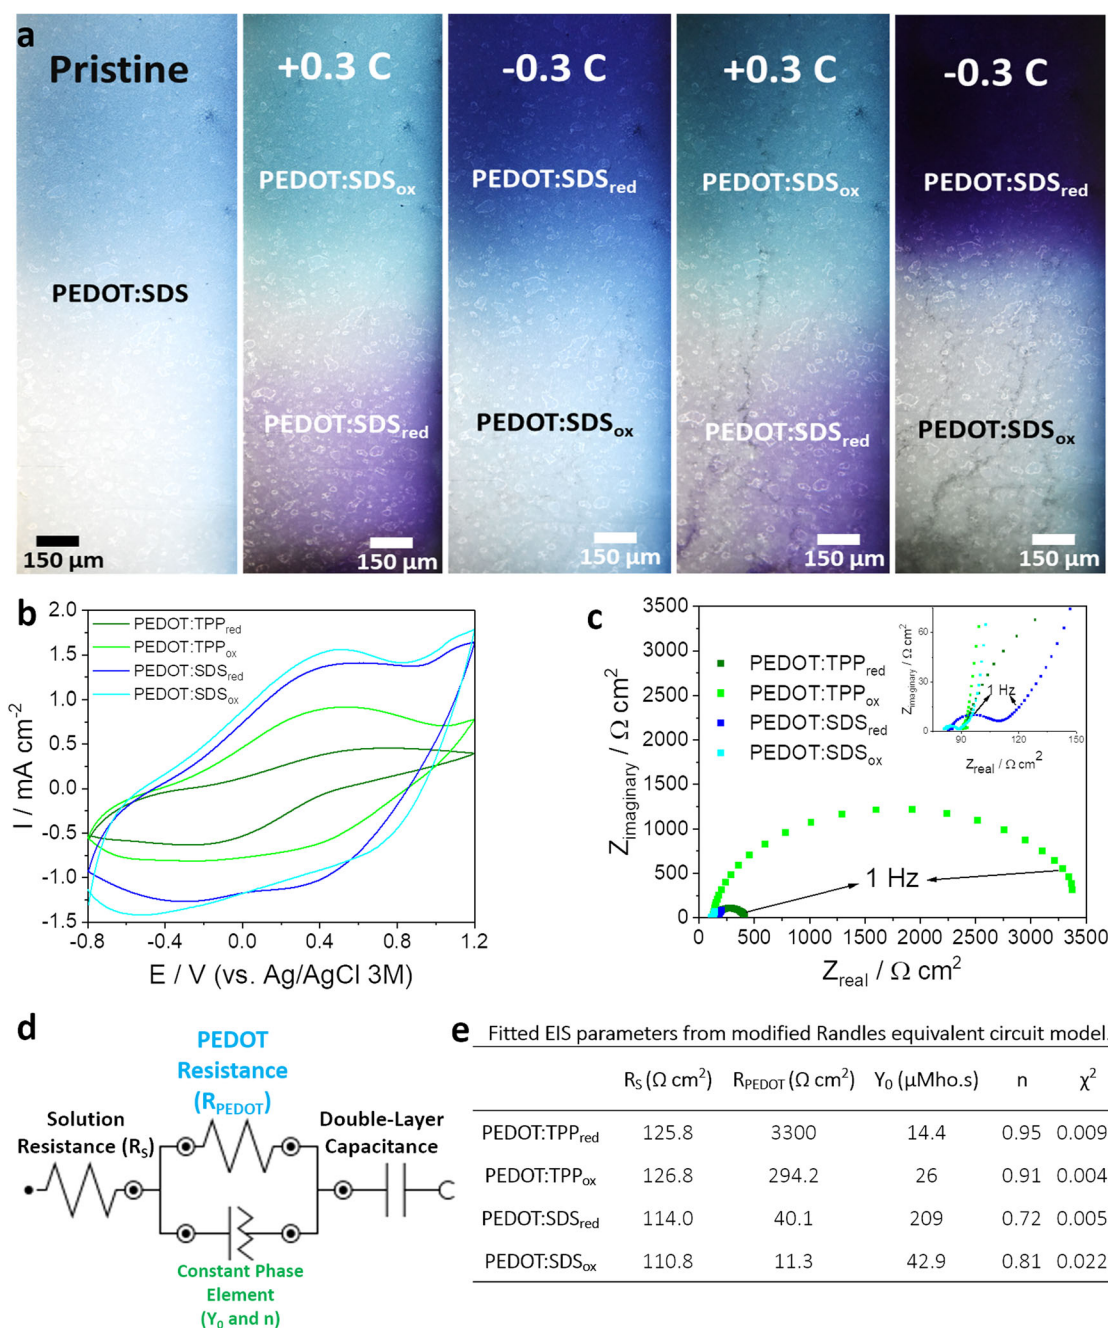 a
Pristine
+0.3 C
-0.3 C
+0.3 C
-0.3 C
PEDOT:SDS
PEDOT:SDSox
PEDOT:SDSred
PEDOT:SDSred
PEDOT:SDSox
PEDOT:SDSox
PEDOT:SDSred
PEDOT:SDSred
PEDOT:SDSox
150 µm
150 µm
150 µm
150 µm
150 µm
b
I / mA cm-2
2.0
1.5
1.0
0.5
0.0
-0.5
-1.0
-1.5
PEDOT:TPPred
PEDOT:TPPox
PEDOT:SDSred
PEDOT:SDSox
-0.8 -0.4 0.0 0.4 0.8 1.2
E / V (vs. Ag/AgCl 3M)
c
Zimaginary / Ω cm2
3500
3000
2500
2000
1500
1000
500
0
PEDOT:TPPred
PEDOT:TPPox
PEDOT:SDSred
PEDOT:SDSox
Zimaginary / Ω cm2
60
30
0
1 Hz
90 120 150
Zreal / Ω cm2
1 Hz
0 500 1000 1500 2000 2500 3000 3500
Zreal / Ω cm2
d
PEDOT
Resistance
(RPEDOT)
Solution
Resistance (RS)
Double-Layer
Capacitance
Constant Phase
Element
(Y0 and n)
e
Fitted EIS parameters from modified Randles equivalent circuit model.
RS (Ω cm2) RPEDOT (Ω cm2) Y0 (µMho.s) n χ2
PEDOT:TPPred 125.8 3300 14.4 0.95 0.009
PEDOT:TPPox 126.8 294.2 26 0.91 0.004
PEDOT:SDSred 114.0 40.1 209 0.72 0.005
PEDOT:SDSox 110.8 11.3 42.9 0.81 0.022